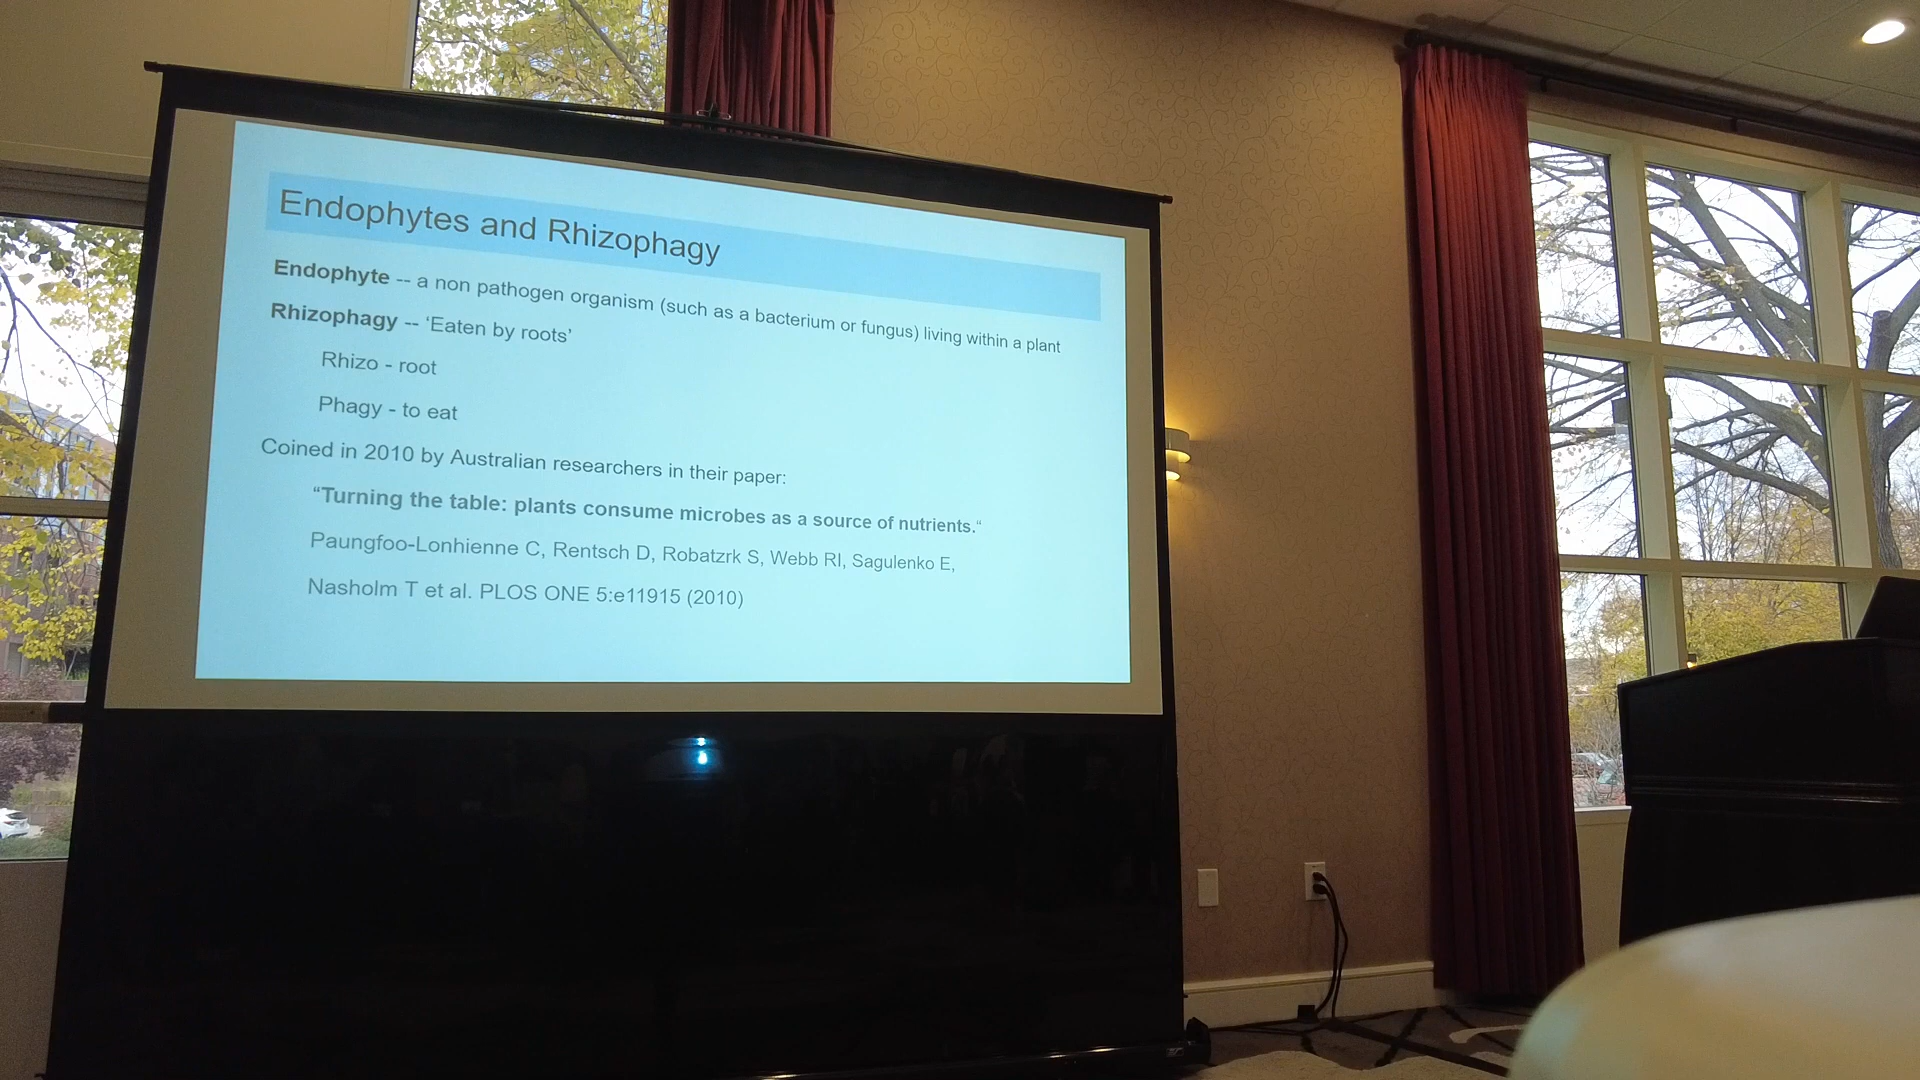 Endophytes and Rhizophagy
Endophyte -- a non pathogen organism (such as a bacterium or fungus) living within a plant
Rhizophagy -- ‘Eaten by roots’
Rhizo - root
Phagy - to eat
Coined in 2010 by Australian researchers in their paper:
“Turning the table: plants consume microbes as a source of nutrients.“
Paungfoo-Lonhienne C, Rentsch D, Robatzrk S, Webb RI, Sagulenko E,
Nasholm T et al. PLOS ONE 5:e11915 (2010)